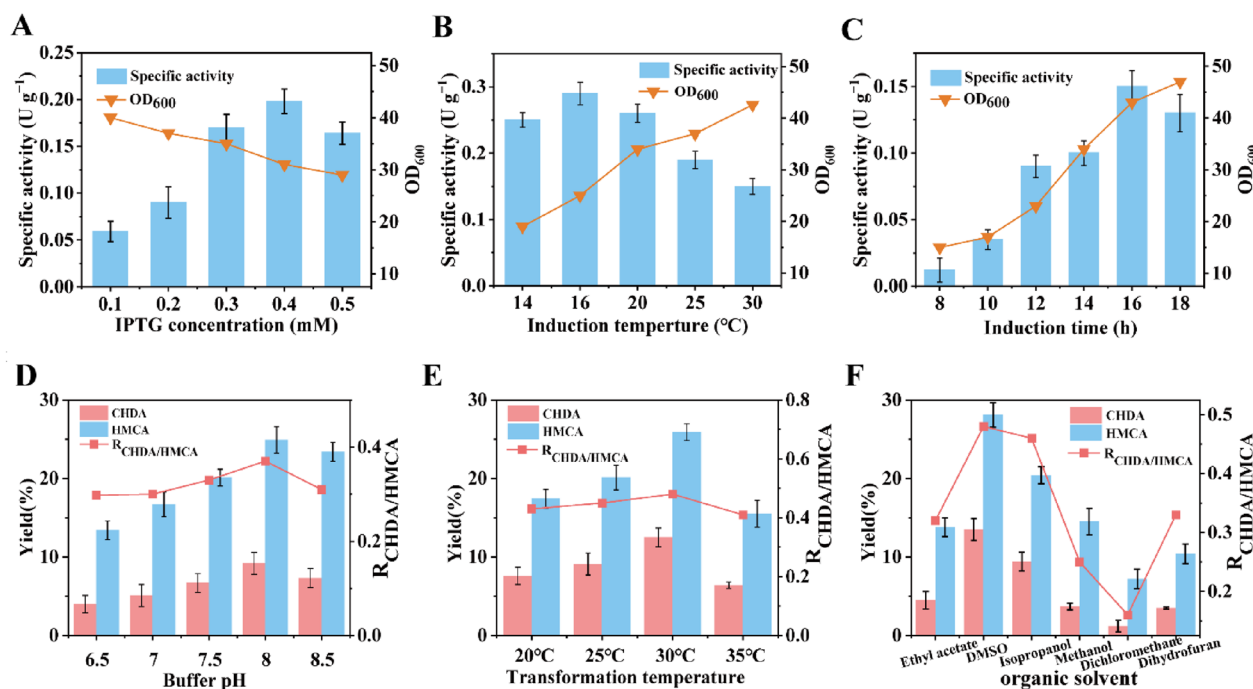 A
Specific activity (U g⁻¹)
0.25
0.20
0.15
0.10
0.05
0.00
Specific activity
OD600
50
40
30
20
10
OD600
0.1 0.2 0.3 0.4 0.5
IPTG concentration (mM)
B
Specific activity (U g⁻¹)
0.3
0.2
0.1
0.0
Specific activity
OD600
50
40
30
20
10
OD600
14 16 20 25 30
Induction temperture (°C)
C
Specific activity (U g⁻¹)
0.15
0.10
0.05
0.00
Specific activity
OD600
50
40
30
20
10
OD600
8 10 12 14 16 18
Induction time (h)
D
Yield(%)
30
20
10
0
CHDA
HMCA
RCHDA/HMCA
0.4
0.2
0.0
RCHDA/HMCA
6.5 7 7.5 8 8.5
Buffer pH
E
Yield(%)
30
20
10
0
CHDA
HMCA
RCHDA/HMCA
0.8
0.6
0.4
0.2
0.0
RCHDA/HMCA
20°C 25°C 30°C 35°C
Transformation temperature
F
Yield(%)
30
20
10
0
CHDA
HMCA
RCHDA/HMCA
0.5
0.4
0.3
0.2
RCHDA/HMCA
Ethyl acetate DMSO Isopropanol Methanol Dichloromethane Dihydrofuran
organic solvent